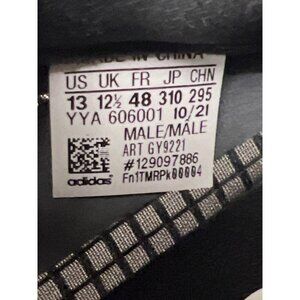 MADE IN CHINA
US UK FR JP CHN
13 12½ 48 310 295
YYA 606001 10/21
MALE/MÂLE
ART GY9221
#129097886
adidas Fn1TMRPk00004